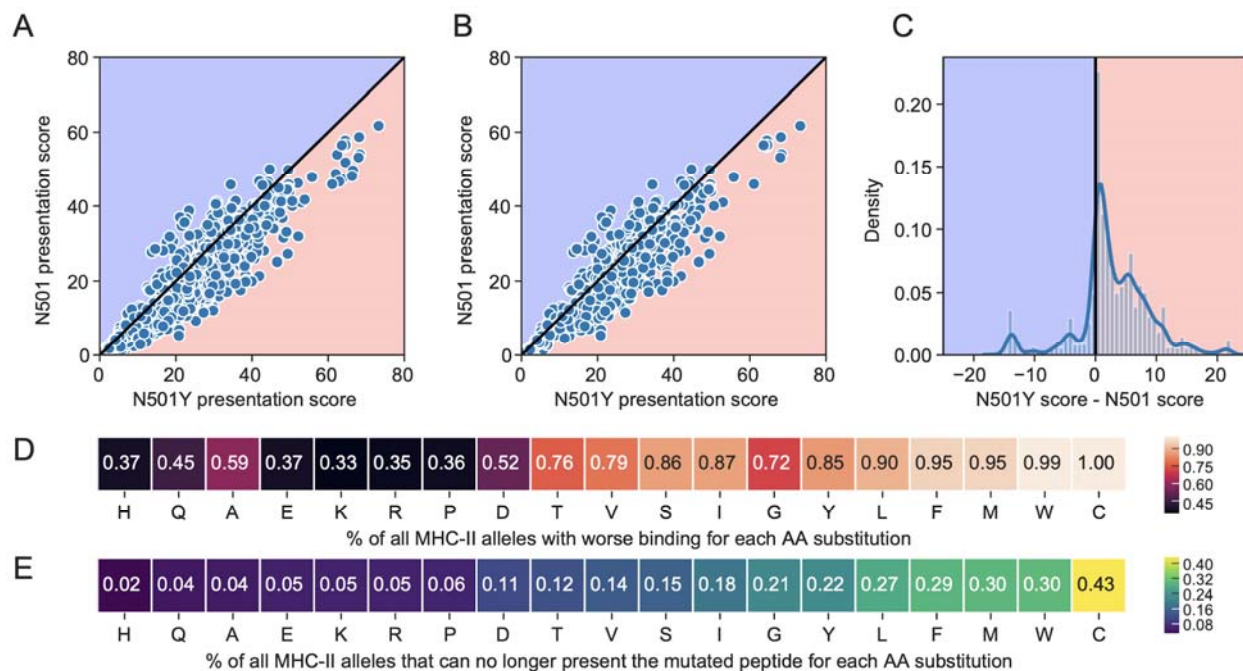 A
B
C
80
60
40
20
0
N501 presentation score
0 20 40 60 80
N501Y presentation score
80
60
40
20
0
N501 presentation score
0 20 40 60 80
N501Y presentation score
0.20
0.15
0.10
0.05
0.00
Density
−20 −10 0 10 20
N501Y score - N501 score
D
0.37 0.45 0.59 0.37 0.33 0.35 0.36 0.52 0.76 0.79 0.86 0.87 0.72 0.85 0.90 0.95 0.95 0.99 1.00
H Q A E K R P D T V S I G Y L F M W C
% of all MHC-II alleles with worse binding for each AA substitution
0.90
0.75
0.60
0.45
E
0.02 0.04 0.04 0.05 0.05 0.05 0.06 0.11 0.12 0.14 0.15 0.18 0.21 0.22 0.27 0.29 0.30 0.30 0.43
H Q A E K R P D T V S I G Y L F M W C
% of all MHC-II alleles that can no longer present the mutated peptide for each AA substitution
0.40
0.32
0.24
0.16
0.08